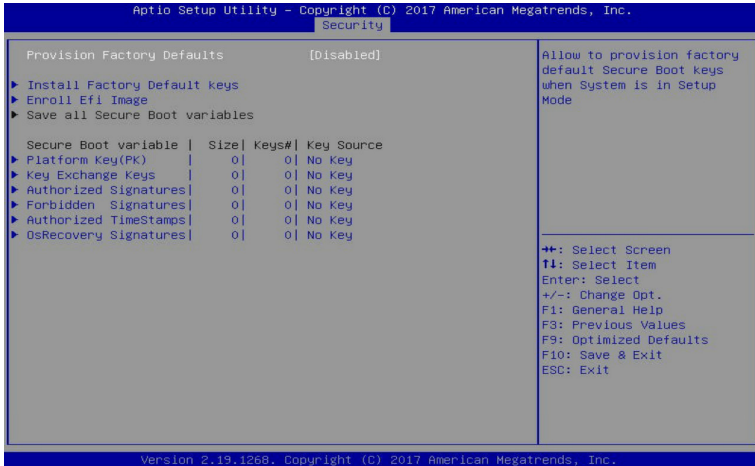 Aptio Setup Utility – Copyright (C) 2017 American Megatrends, Inc.
Security
Provision Factory Defaults [Disabled]
► Install Factory Default keys
► Enroll Efi Image
► Save all Secure Boot variables
Secure Boot variable | Size| Keys#| Key Source
► Platform Key(PK) | 0| 0| No Key
► Key Exchange Keys | 0| 0| No Key
► Authorized Signatures| 0| 0| No Key
► Forbidden Signatures| 0| 0| No Key
► Authorized TimeStamps| 0| 0| No Key
► OsRecovery Signatures| 0| 0| No Key
Allow to provision factory
default Secure Boot keys
when System is in Setup
Mode
→←: Select Screen
↑↓: Select Item
Enter: Select
+/-: Change Opt.
F1: General Help
F3: Previous Values
F9: Optimized Defaults
F10: Save & Exit
ESC: Exit
Version 2.19.1268. Copyright (C) 2017 American Megatrends, Inc.